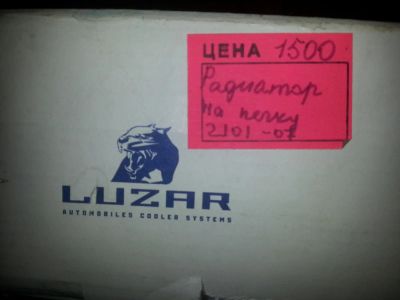 ЦЕНА 1500
Радиатор
на печку
2101-07
LUZAR
AUTOMOBILES COOLER SYSTEMS